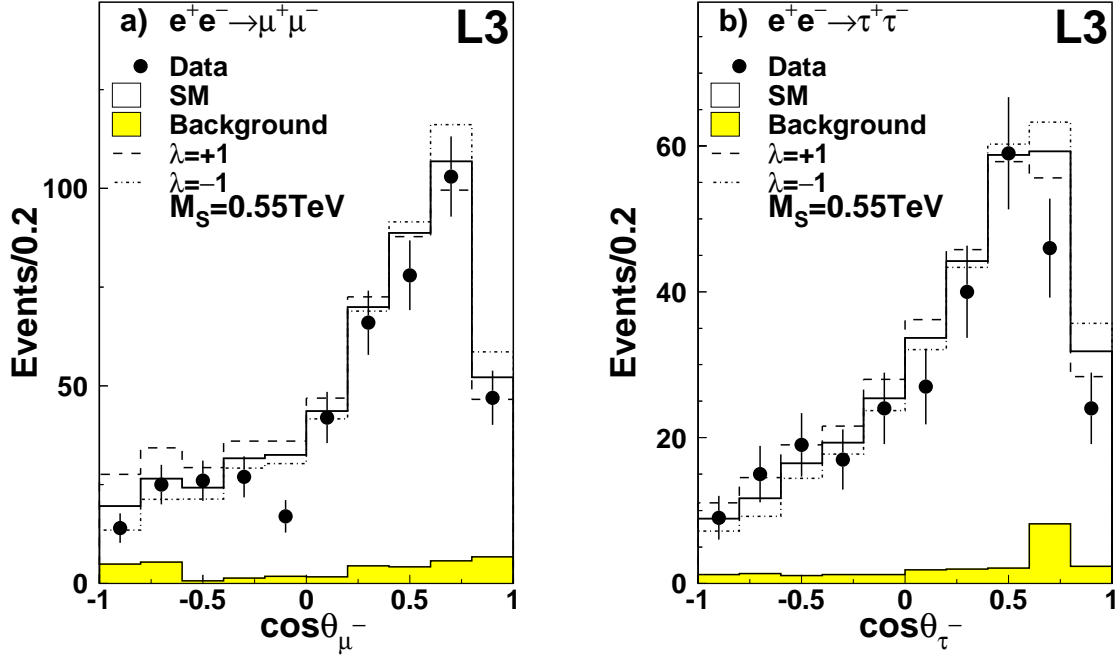 a) e⁺e⁻→μ⁺μ⁻ L3
Data
SM
Background
λ=+1
λ=−1
M_S=0.55TeV
Events/0.2
100
50
0
-1 -0.5 0 0.5 1
cosθ_μ⁻
b) e⁺e⁻→τ⁺τ⁻ L3
Data
SM
Background
λ=+1
λ=−1
M_S=0.55TeV
Events/0.2
60
40
20
0
-1 -0.5 0 0.5 1
cosθ_τ⁻